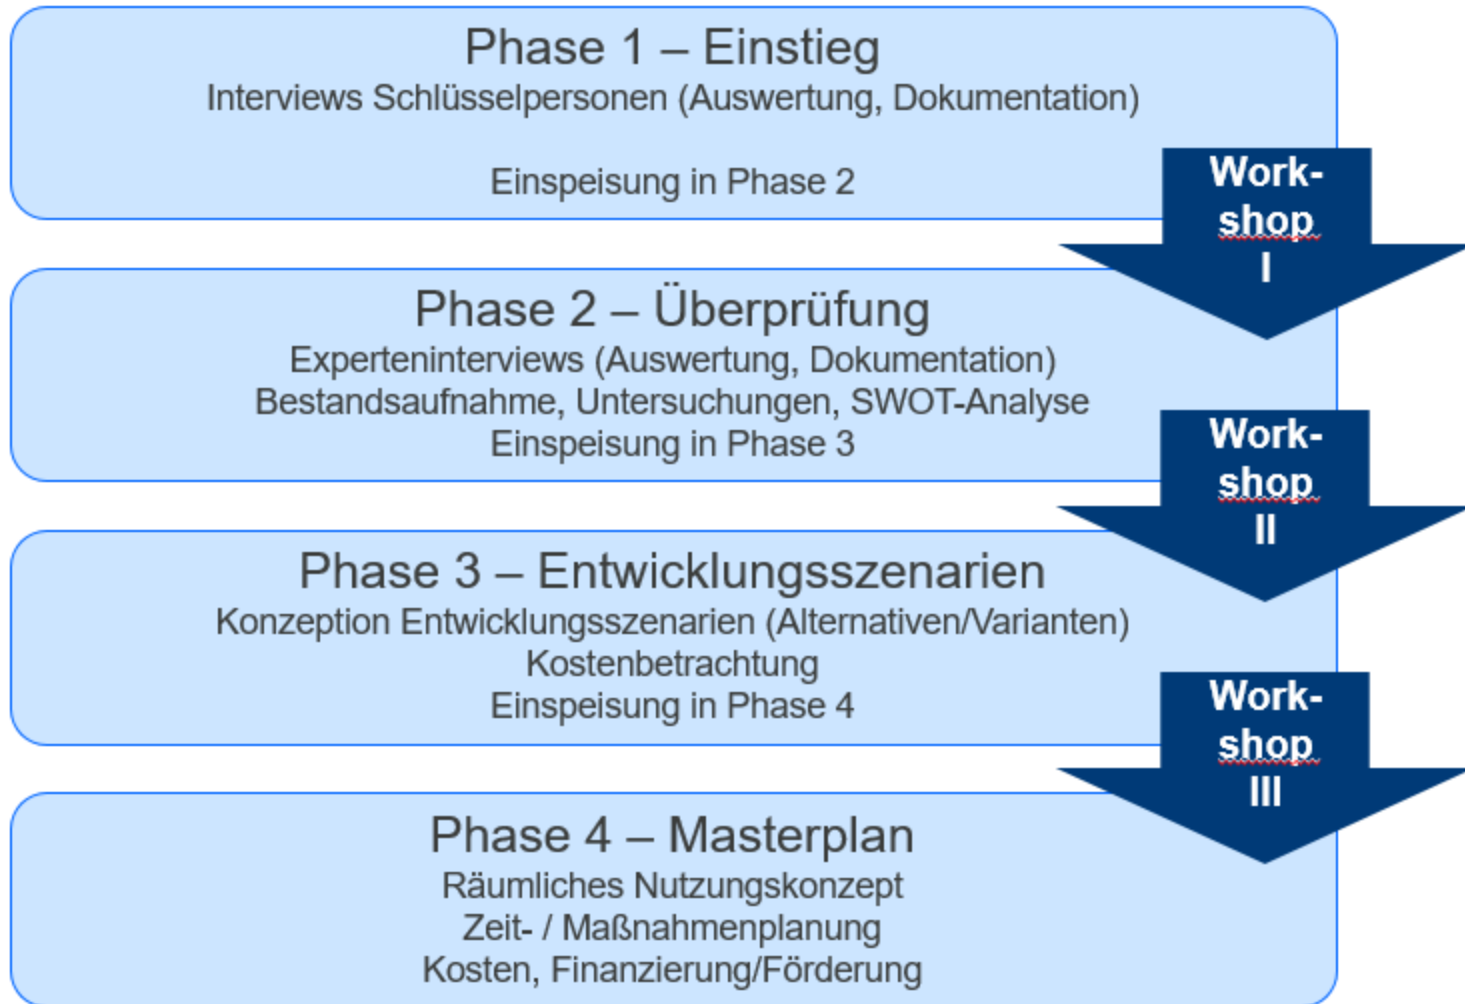 Phase 1 – Einstieg
Interviews Schlüsselpersonen (Auswertung, Dokumentation)
Einspeisung in Phase 2
Work-
shop
I
Phase 2 – Überprüfung
Experteninterviews (Auswertung, Dokumentation)
Bestandsaufnahme, Untersuchungen, SWOT-Analyse
Einspeisung in Phase 3
Work-
shop
II
Phase 3 – Entwicklungsszenarien
Konzeption Entwicklungsszenarien (Alternativen/Varianten)
Kostenbetrachtung
Einspeisung in Phase 4
Work-
shop
III
Phase 4 – Masterplan
Räumliches Nutzungskonzept
Zeit- / Maßnahmenplanung
Kosten, Finanzierung/Förderung